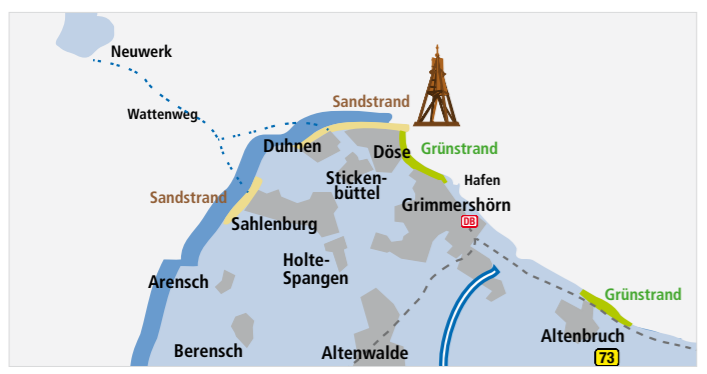 Neuwerk
Sandstrand
Wattenweg
Duhnen
Döse
Grünstrand
Sticken-
büttel
Hafen
Sandstrand
Grimmershörn
DB
Sahlenburg
Holte-
Spangen
Arensch
Grünstrand
Altenbruch
Berensch
Altenwalde
73